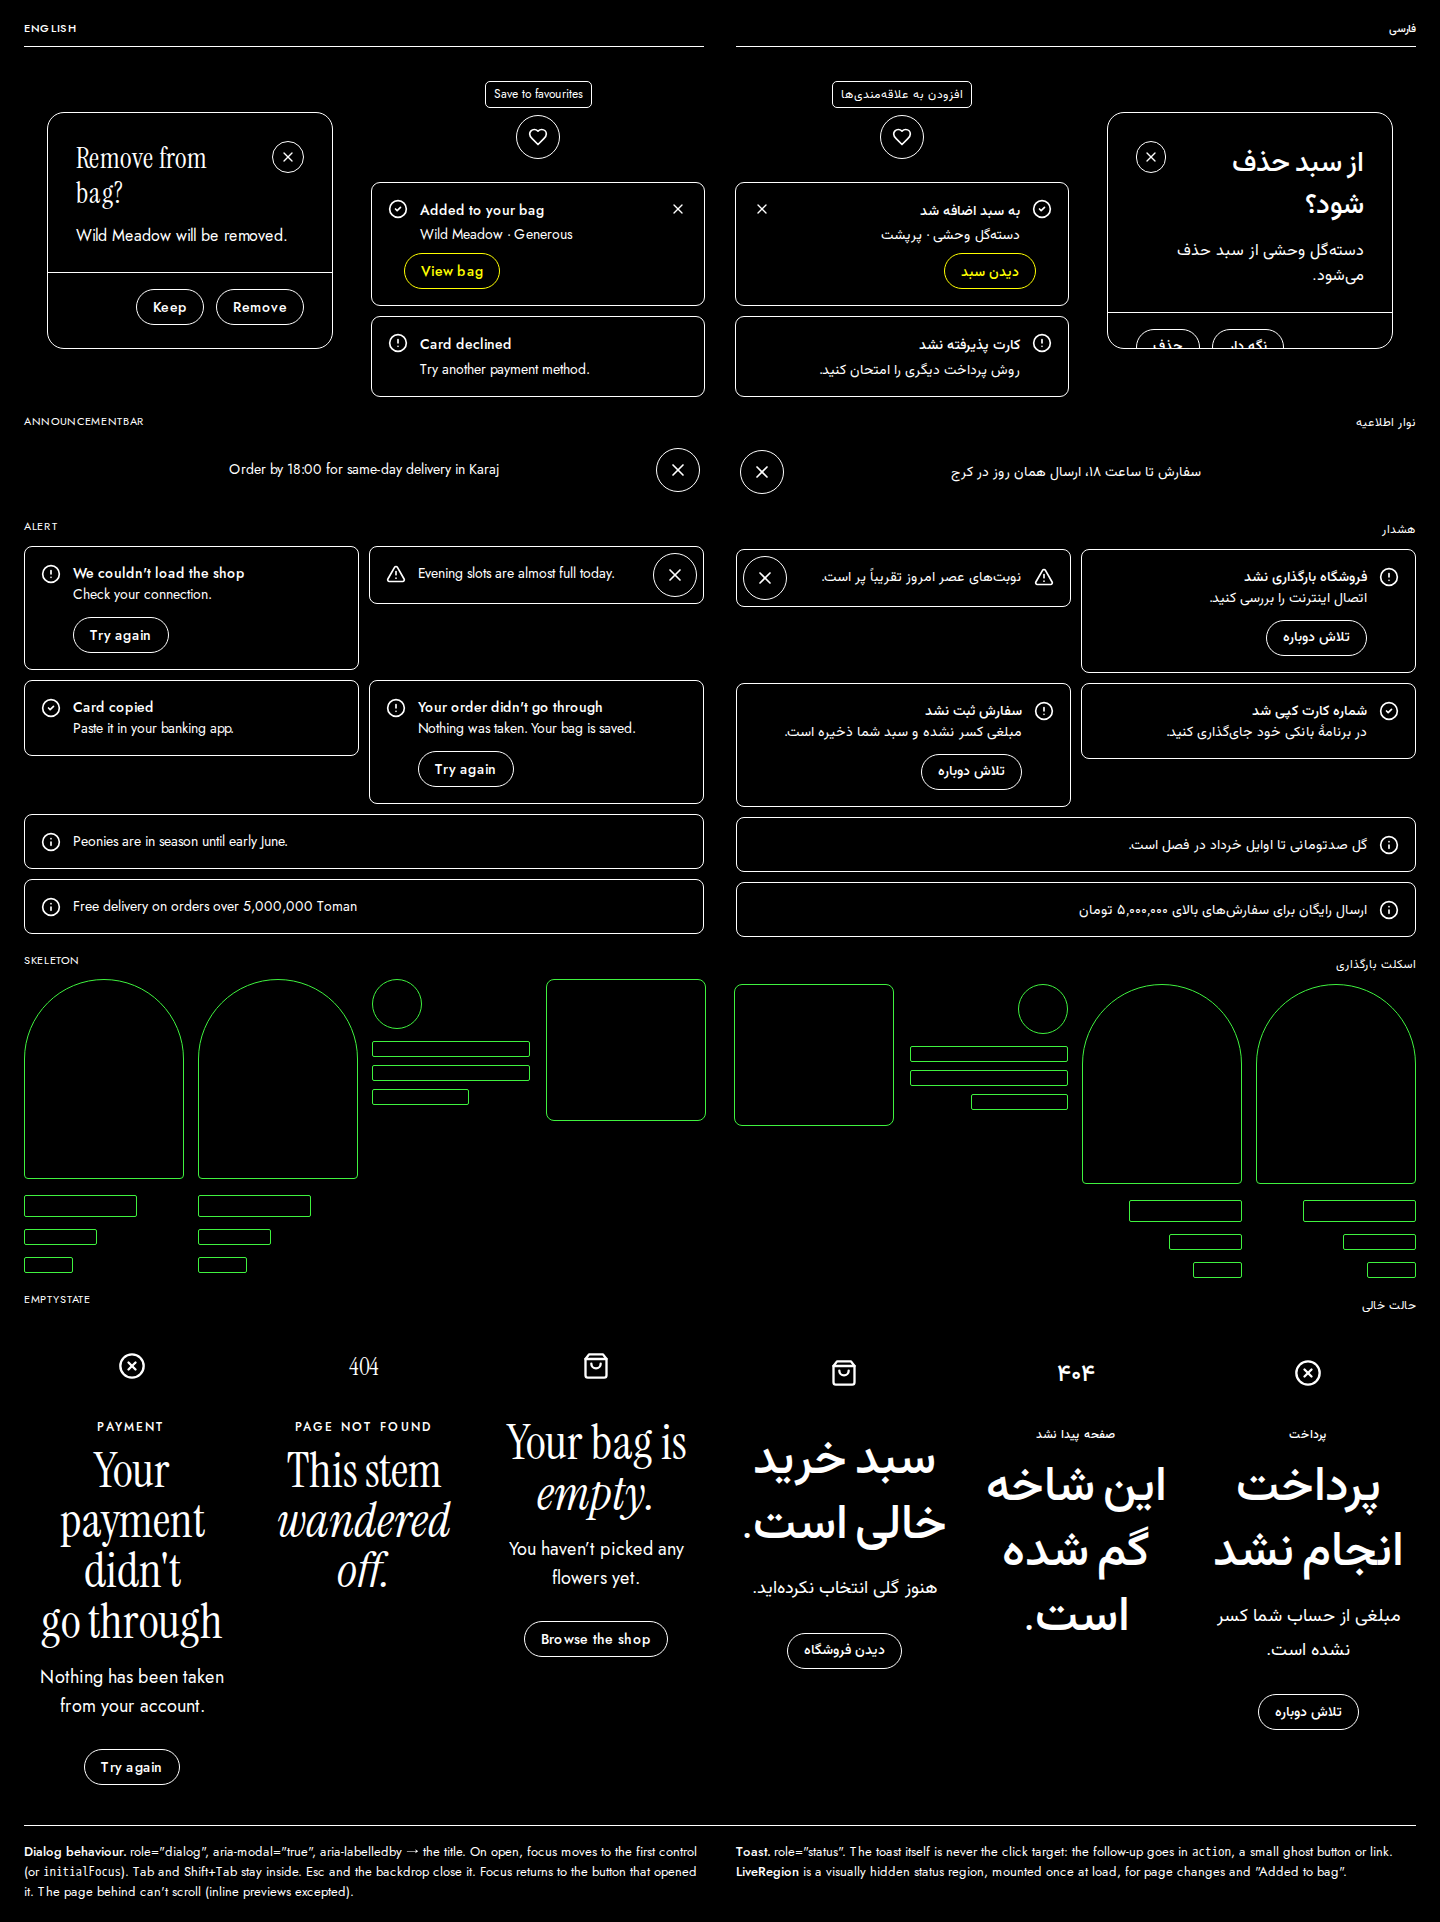 ENGLISH
Save to favourites
Remove from
bag?
Wild Meadow will be removed.
Keep
Remove
Added to your bag
Wild Meadow · Generous
View bag
Card declined
Try another payment method.
فارسی
افزودن به علاقه‌مندی‌ها
به سبد اضافه شد
دسته‌گل وحشی · پرپشت
دیدن سبد
کارت پذیرفته نشد
روش پرداخت دیگری را امتحان کنید.
از سبد حذف
شود؟
دسته‌گل وحشی از سبد حذف
می‌شود.
نگه دار
حذف
ANNOUNCEMENTBAR
Order by 18:00 for same-day delivery in Karaj
نوار اطلاعیه
سفارش تا ساعت ۱۸، ارسال همان روز در کرج
ALERT
We couldn't load the shop
Check your connection.
Try again
Evening slots are almost full today.
Card copied
Paste it in your banking app.
Your order didn't go through
Nothing was taken. Your bag is saved.
Try again
Peonies are in season until early June.
Free delivery on orders over 5,000,000 Toman
هشدار
فروشگاه بارگذاری نشد
اتصال اینترنت را بررسی کنید.
تلاش دوباره
نوبت‌های عصر امروز تقریباً پر است.
شماره کارت کپی شد
در برنامهٔ بانکی خود جای‌گذاری کنید.
سفارش ثبت نشد
مبلغی کسر نشده و سبد شما ذخیره است.
تلاش دوباره
گل صدتومانی تا اوایل خرداد در فصل است.
ارسال رایگان برای سفارش‌های بالای ۵,۰۰۰,۰۰۰ تومان
SKELETON
اسکلت بارگذاری
EMPTYSTATE
PAYMENT
Your
payment
didn't
go through
Nothing has been taken
from your account.
Try again
404
PAGE NOT FOUND
This stem
wandered
off.
Your bag is
empty.
You haven’t picked any
flowers yet.
Browse the shop
حالت خالی
پرداخت
پرداخت
انجام نشد
مبلغی از حساب شما کسر
نشده است.
تلاش دوباره
۴۰۴
صفحه پیدا نشد
این شاخه
گم شده
است.
سبد خرید
خالی است.
هنوز گلی انتخاب نکرده‌اید.
دیدن فروشگاه
Dialog behaviour. role="dialog", aria-modal="true", aria-labelledby → the title. On open, focus moves to the first control
(or initialFocus). Tab and Shift+Tab stay inside. Esc and the backdrop close it. Focus returns to the button that opened
it. The page behind can’t scroll (inline previews excepted).
Toast. role="status". The toast itself is never the click target: the follow-up goes in action, a small ghost button or link.
LiveRegion is a visually hidden status region, mounted once at load, for page changes and "Added to bag".